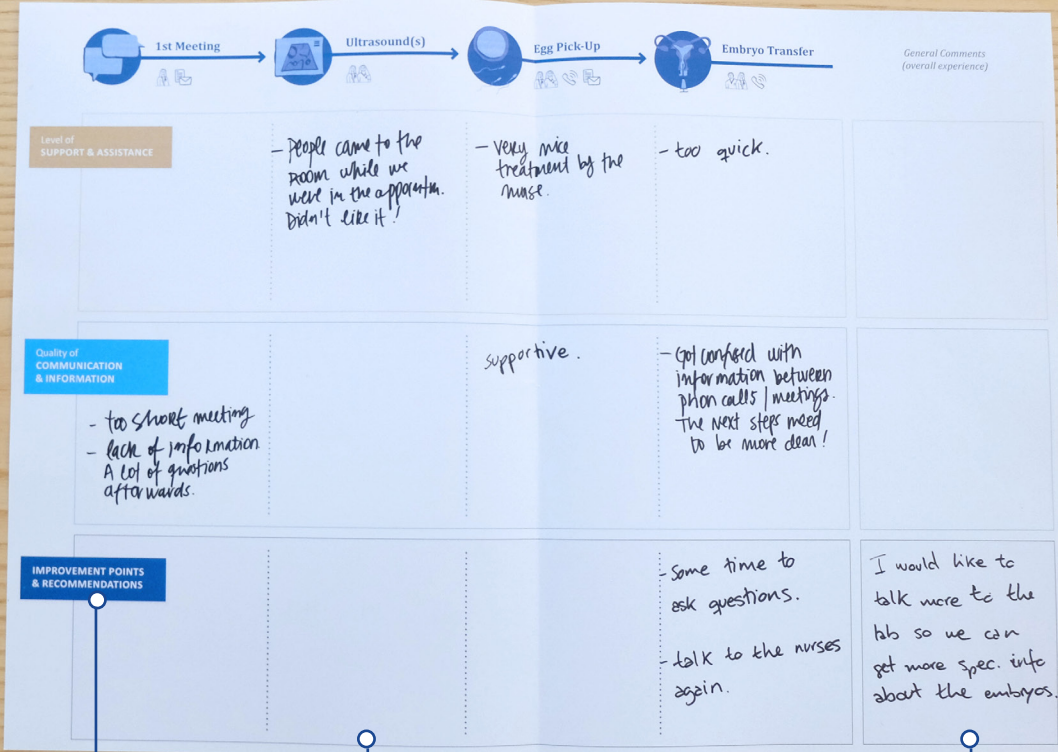 1st Meeting
Ultrasound(s)
Egg Pick-Up
Embryo Transfer
General Comments
(overall experience)
Level of
SUPPORT & ASSISTANCE
- People came to the
room while we
were in the
Didn't like it!
- very nice
treatment by the
nurse.
- too quick.
Quality of
COMMUNICATION
& INFORMATION
- too short meeting
- lack of information
A lot of questions
afterwards.
supportive.
- Got confused with
information between
phon calls / meetings.
The next steps need
to be more clear!
IMPROVEMENT POINTS
& RECOMMENDATIONS
- Some time to
ask questions.
- talk to the nurses
again.
I would like to
talk more to the
lab so we can
get more spec. info
about the embryos.